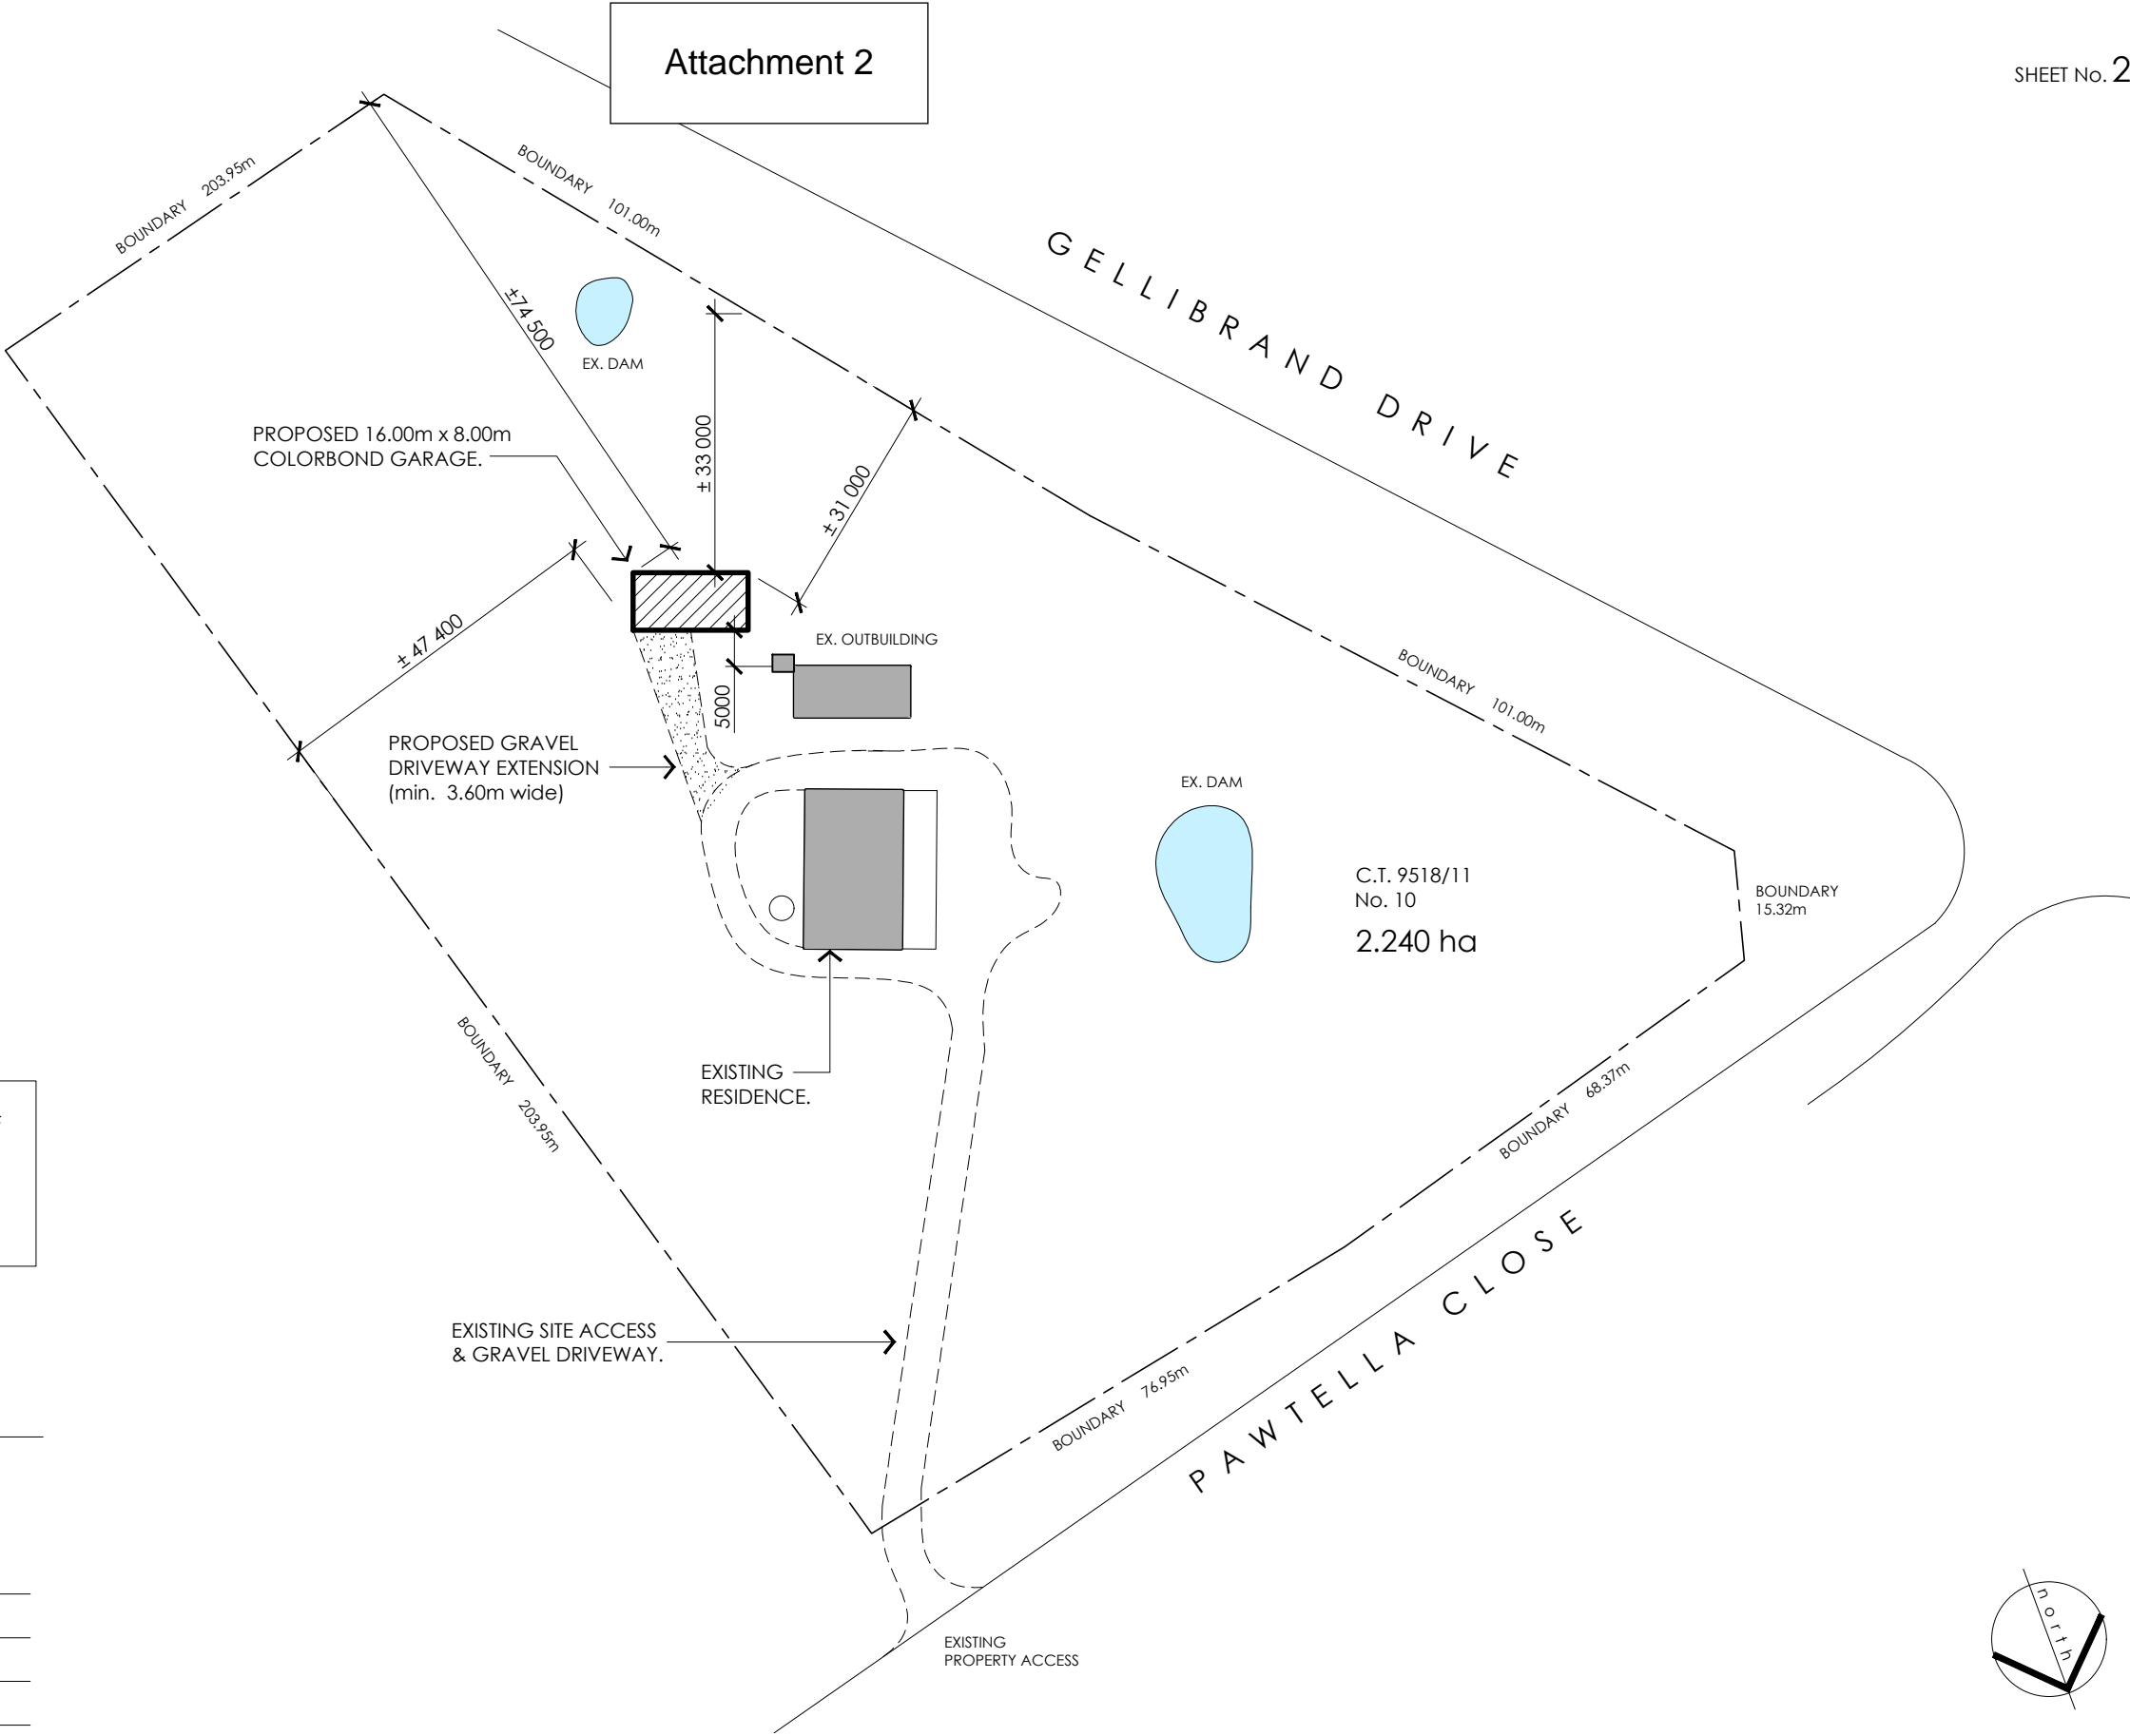 Attachment 2
SHEET No. 2
BOUNDARY 203.95m
BOUNDARY 101.00m
GELLIBRAND DRIVE
±74 500
EX. DAM
± 33 000
± 31 000
PROPOSED 16.00m x 8.00m
COLORBOND GARAGE.
± 47 400
EX. OUTBUILDING
5000
PROPOSED GRAVEL
DRIVEWAY EXTENSION
(min. 3.60m wide)
BOUNDARY 101.00m
EX. DAM
C.T. 9518/11
No. 10
2.240 ha
BOUNDARY
15.32m
BOUNDARY 203.95m
EXISTING
RESIDENCE.
BOUNDARY 68.37m
PAWTELLA CLOSE
EXISTING SITE ACCESS
& GRAVEL DRIVEWAY.
BOUNDARY 76.95m
EXISTING
PROPERTY ACCESS
north